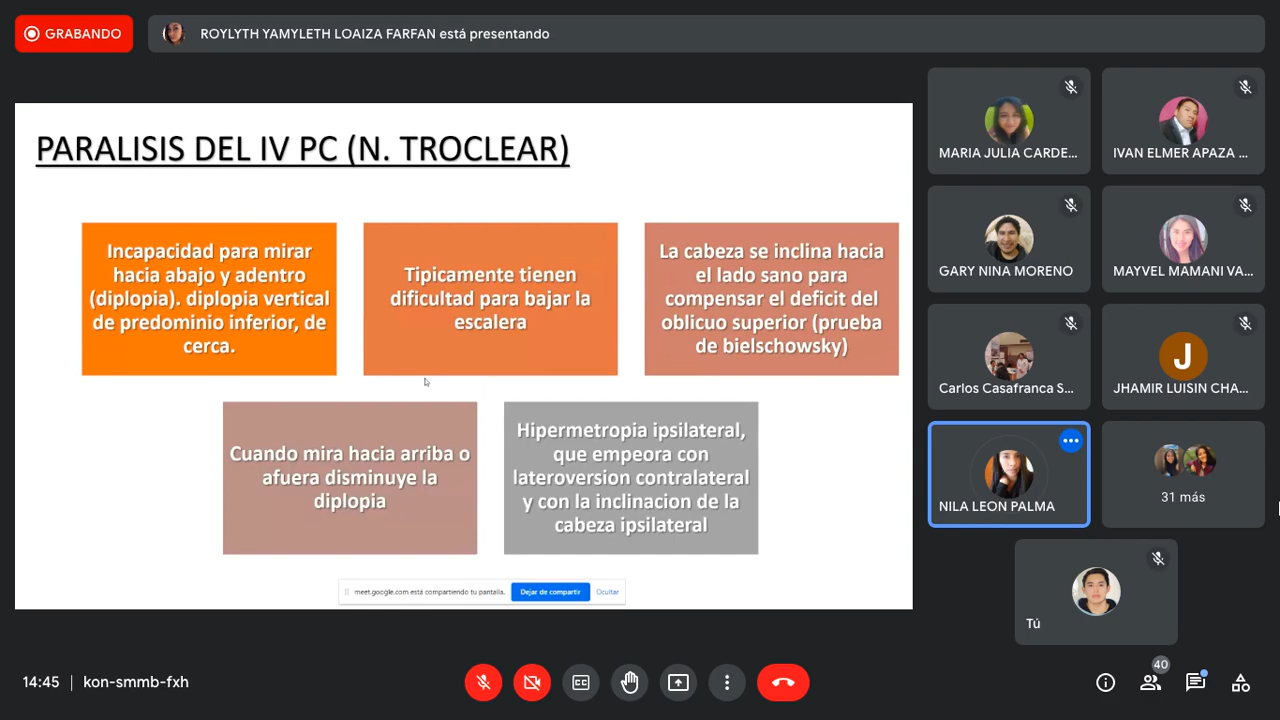 GRABANDO
ROYLYTH YAMYLETH LOAIZA FARFAN está presentando
PARALISIS DEL IV PC (N. TROCLEAR)
Incapacidad para mirar
hacia abajo y adentro
(diplopia). diplopia vertical
de predominio inferior, de
cerca.
Tipicamente tienen
dificultad para bajar la
escalera
La cabeza se inclina hacia
el lado sano para
compensar el deficit del
oblicuo superior (prueba
de bielschowsky)
Cuando mira hacia arriba o
afuera disminuye la
diplopia
Hipermetropia ipsilateral,
que empeora con
lateroversion contralateral
y con la inclinacion de la
cabeza ipsilateral
meet.google.com está compartiendo tu pantalla.
Dejar de compartir
Ocultar
MARIA JULIA CARDE...
IVAN ELMER APAZA ...
GARY NINA MORENO
MAYVEL MAMANI VA...
Carlos Casafranca S...
J
JHAMIR LUISIN CHA...
NILA LEON PALMA
31 más
Tú
14:45 | kon-smmb-fxh
CC
40